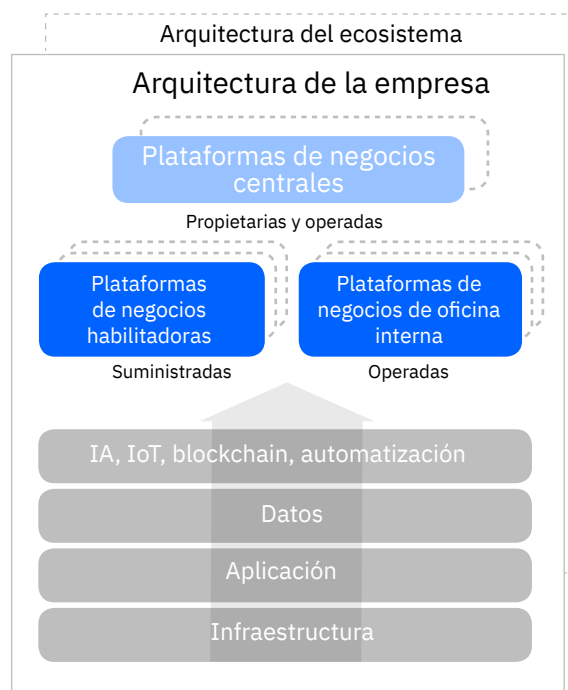 Arquitectura del ecosistema
Arquitectura de la empresa
Plataformas de negocios
centrales
Propietarias y operadas
Plataformas
de negocios
habilitadoras
Suministradas
Plataformas de
negocios de oficina
interna
Operadas
IA, IoT, blockchain, automatización
Datos
Aplicación
Infraestructura